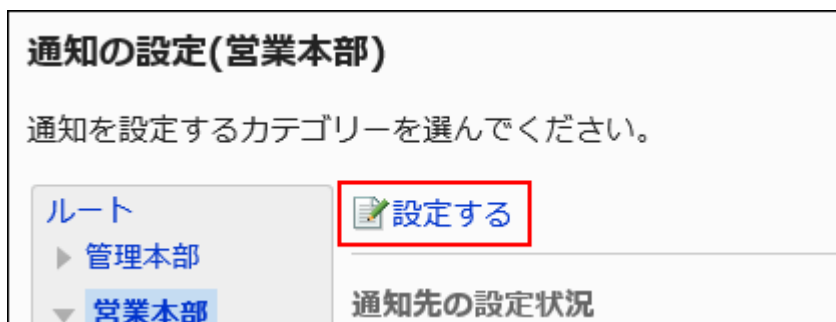 通知の設定(営業本部)
通知を設定するカテゴリーを選んでください。
ルート
設定する
管理本部
営業本部
通知先の設定状況